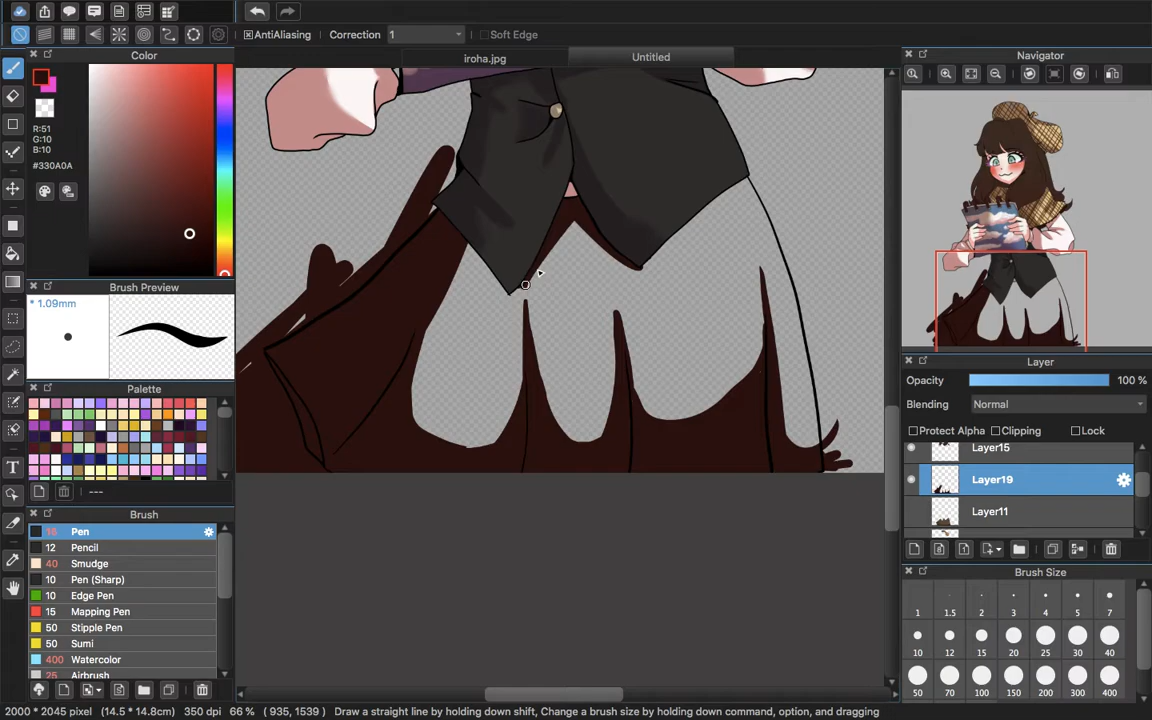 AntiAliasing Correction 1 Soft Edge
Color
iroha.jpg Untitled
Navigator
R:51
G:10
B:10
#330A0A
Brush Preview
* 1.09mm
Layer
Opacity 100 %
Palette
Blending Normal
Protect Alpha Clipping Lock
Layer15
Layer19
Layer11
---
Brush
Pen
12 Pencil
40 Smudge
10 Pen (Sharp)
10 Edge Pen
15 Mapping Pen
50 Stipple Pen
50 Sumi
400 Watercolor
25 Airbrush
Brush Size
1 1.5 2 3 4 5 7
10 12 15 20 25 30 40
50 70 100 150 200 300 400
2000 * 2045 pixel (14.5 * 14.8cm) 350 dpi 66 % ( 935, 1539 ) Draw a straight line by holding down shift, Change a brush size by holding down command, option, and dragging